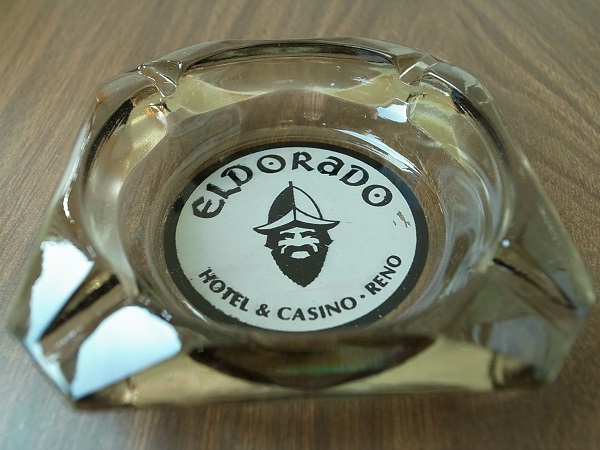 ELDORADO
HOTEL & CASINO · RENO